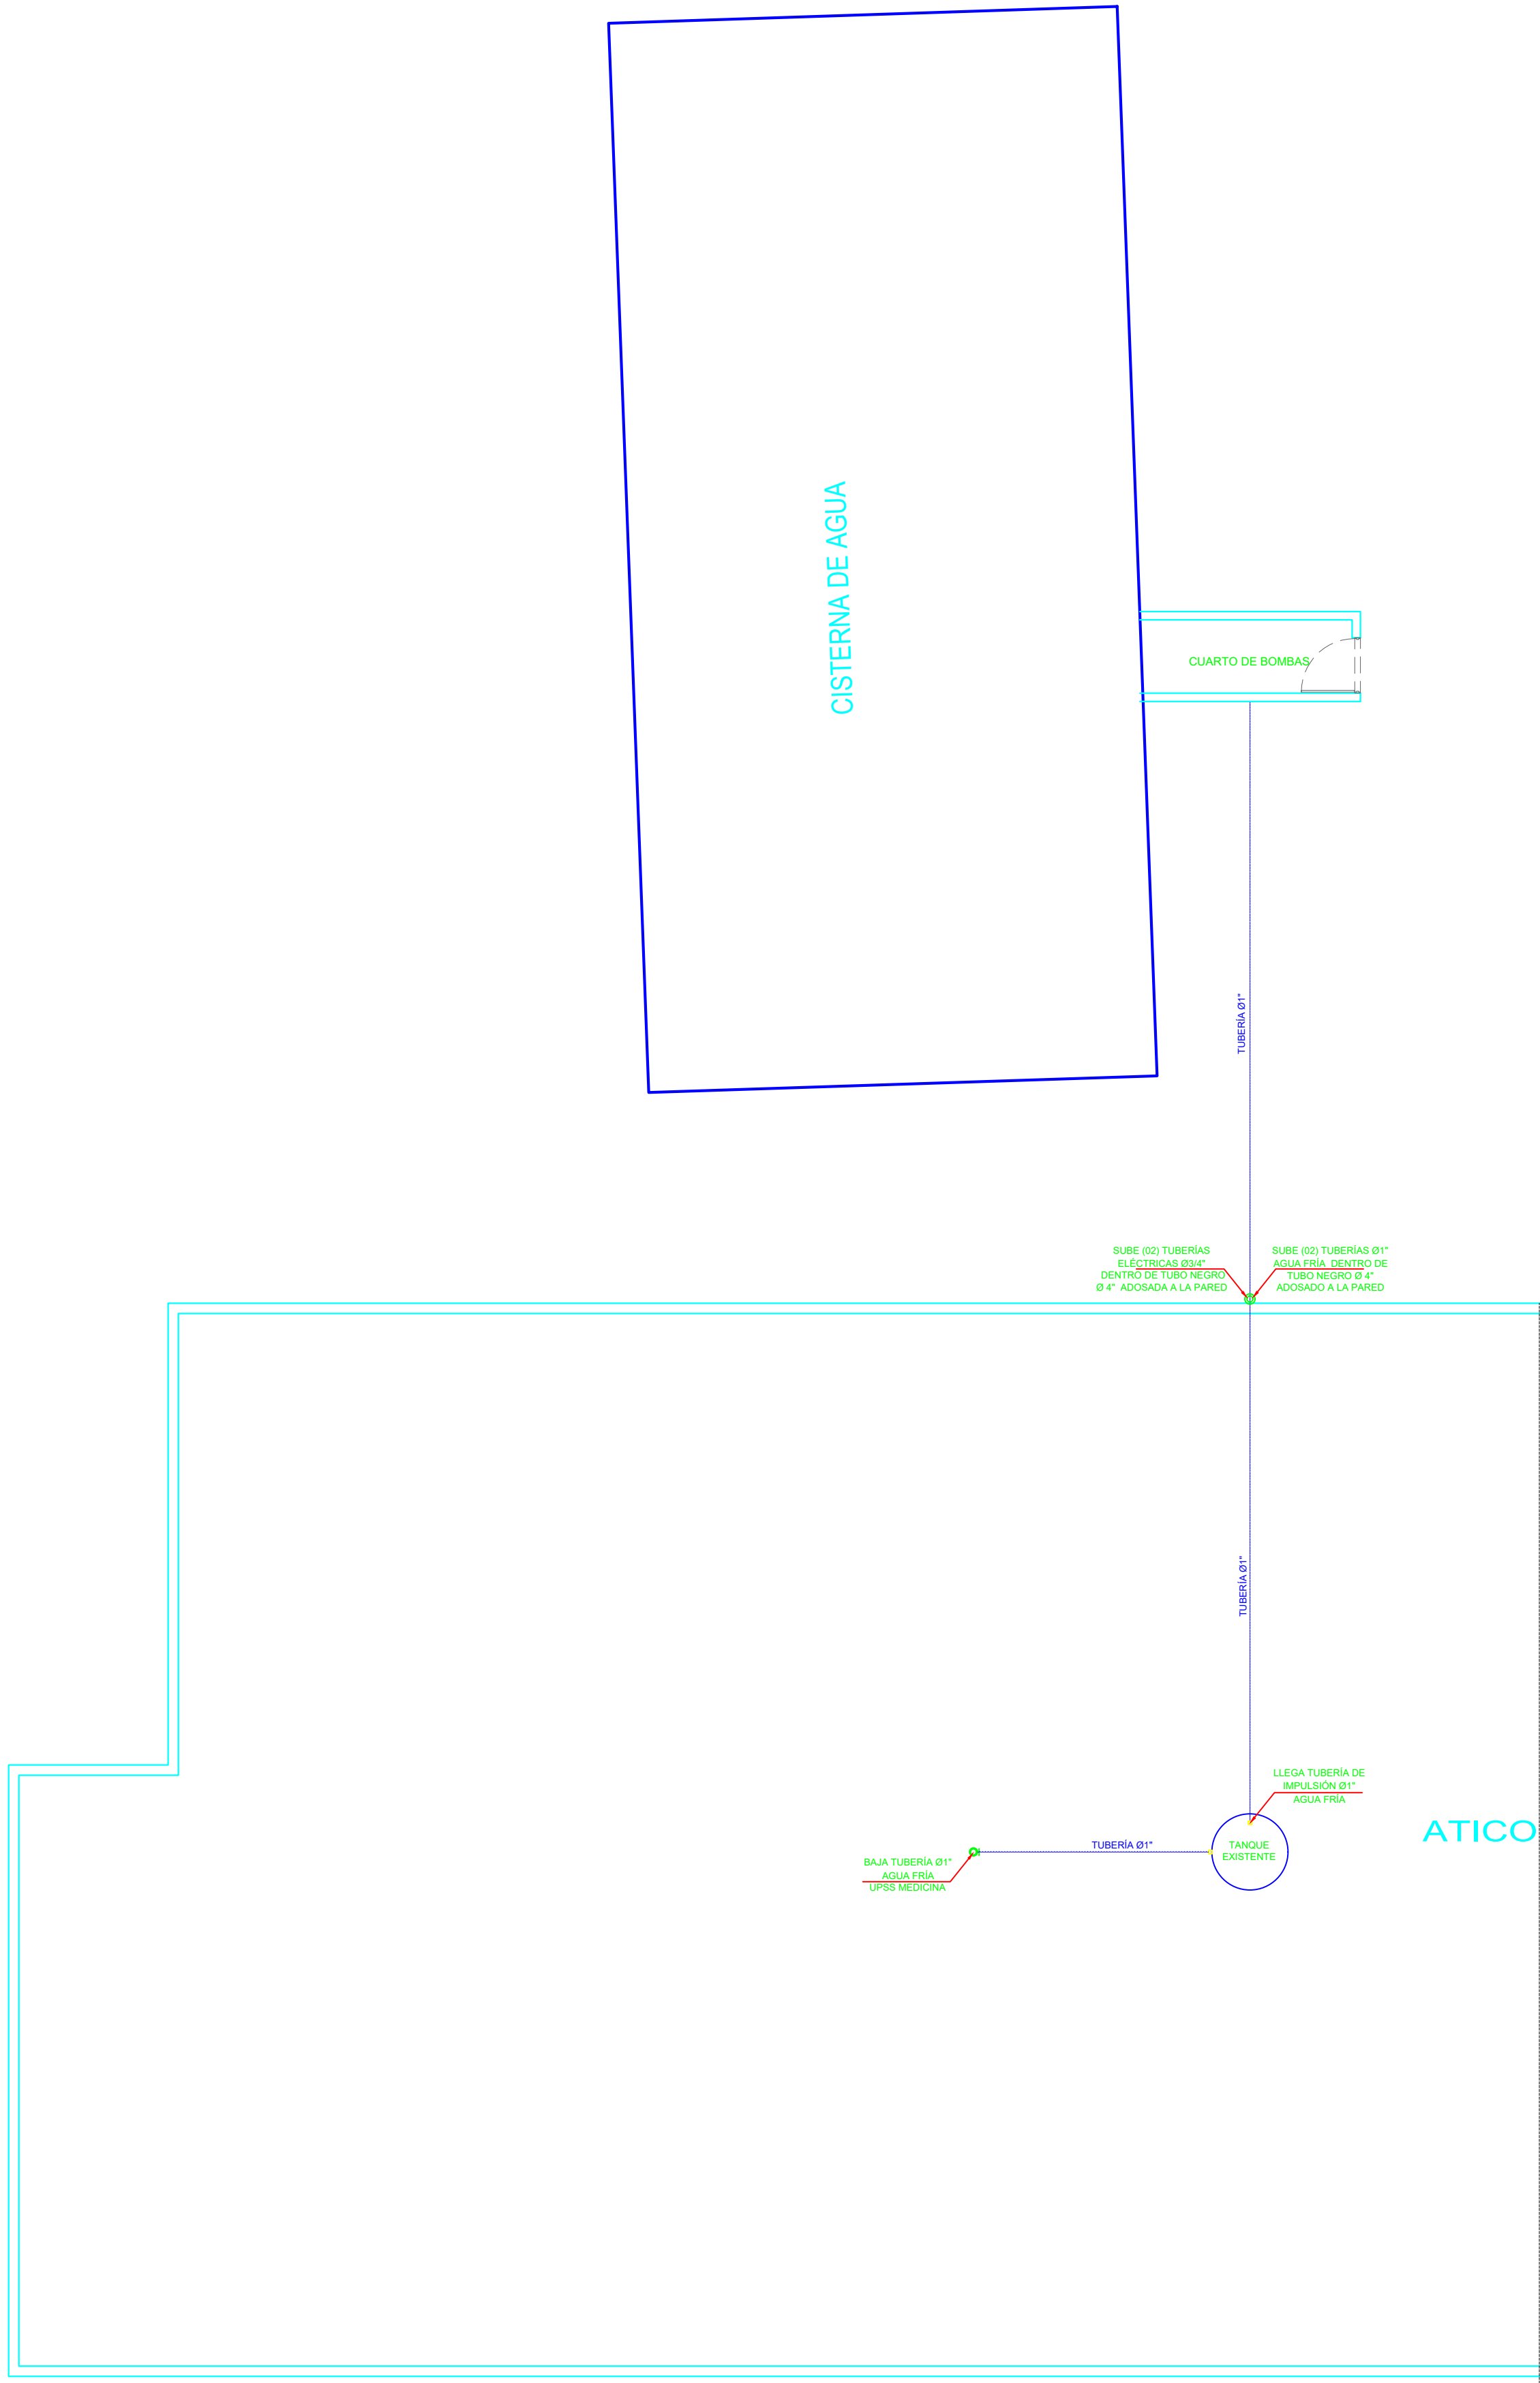 CISTERNA DE AGUA
CUARTO DE BOMBAS
TUBERÍA Ø1"
SUBE (02) TUBERÍAS
ELÉCTRICAS Ø3/4"
DENTRO DE TUBO NEGRO
Ø 4" ADOSADA A LA PARED
SUBE (02) TUBERÍAS Ø1"
AGUA FRÍA DENTRO DE
TUBO NEGRO Ø 4"
ADOSADO A LA PARED
TUBERÍA Ø1"
LLEGA TUBERÍA DE
IMPULSIÓN Ø1"
AGUA FRÍA
ATICO
TUBERÍA Ø1"
TANQUE
EXISTENTE
BAJA TUBERÍA Ø1"
AGUA FRÍA
UPSS MEDICINA